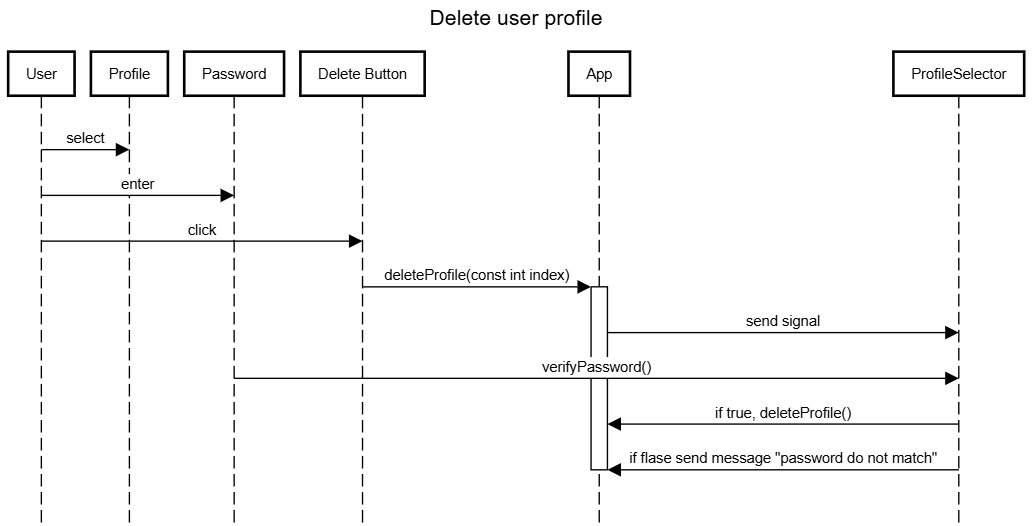 Delete user profile
User
Profile
Password
Delete Button
App
ProfileSelector
select
enter
click
deleteProfile(const int index)
send signal
verifyPassword()
if true, deleteProfile()
if flase send message "password do not match"